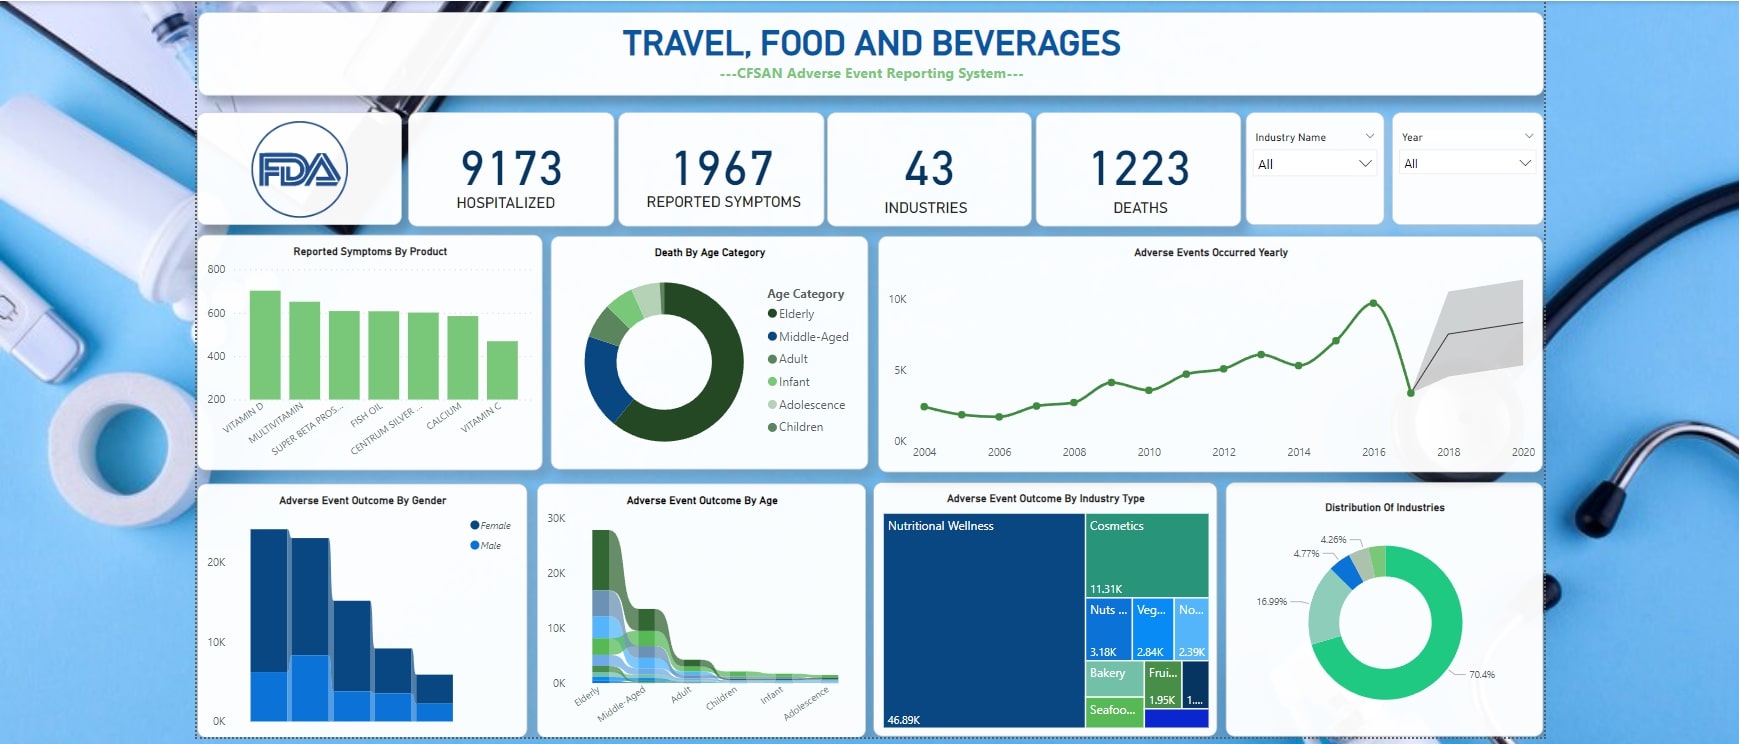 TRAVEL, FOOD AND BEVERAGES
---CFSAN Adverse Event Reporting System---
FDA
9173
HOSPITALIZED
1967
REPORTED SYMPTOMS
43
INDUSTRIES
1223
DEATHS
Industry Name
All
Year
All
Reported Symptoms By Product
800
600
400
200
VITAMIN D
MULTIVITAMIN
SUPER BETA PROS...
FISH OIL
CENTRUM SILVER ...
CALCIUM
VITAMIN C
Death By Age Category
Age Category
Elderly
Middle-Aged
Adult
Infant
Adolescence
Children
Adverse Events Occurred Yearly
10K
5K
0K
2004 2006 2008 2010 2012 2014 2016 2018 2020
Adverse Event Outcome By Gender
Female
Male
20K
10K
0K
Adverse Event Outcome By Age
30K
20K
10K
0K
Elderly
Middle-Aged
Adult
Children
Infant
Adolescence
Adverse Event Outcome By Industry Type
Nutritional Wellness
46.89K
Cosmetics
11.31K
Nuts ...
3.18K
Veg...
2.84K
No...
2.39K
Bakery
Frui...
1.95K
1....
Seafoo...
Distribution Of Industries
4.26%
4.77%
16.99%
70.4%